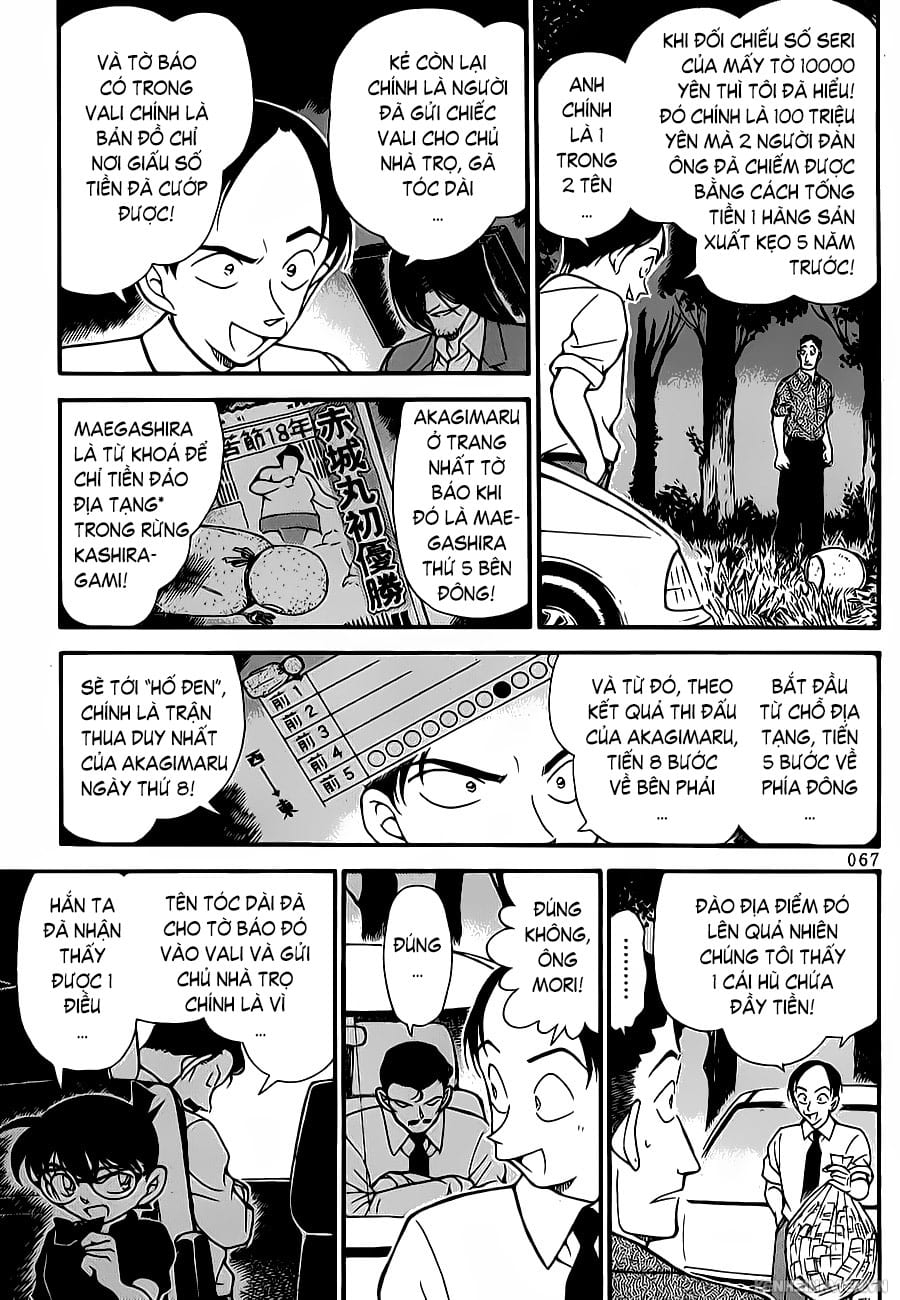 KHI ĐỐI CHIẾU SỐ SERI
CỦA MẤY TỜ 10000
YÊN THÌ TÔI ĐÃ HIỂU!
ĐÓ CHÍNH LÀ 100 TRIỆU
YÊN MÀ 2 NGƯỜI ĐÀN
ÔNG ĐÃ CHIẾM ĐƯỢC
BẰNG CÁCH TỐNG
TIỀN 1 HÀNG SẢN
XUẤT KẸO 5 NĂM
TRƯỚC!
ANH
CHÍNH
LÀ 1
TRONG
2 TÊN
...
KẺ CÒN LẠI
CHÍNH LÀ NGƯỜI
ĐÃ GỬI CHIẾC
VALI CHO CHỦ
NHÀ TRỌ, GÃ
TÓC DÀI
...
VÀ TỜ BÁO
CÓ TRONG
VALI CHÍNH LÀ
BẢN ĐỒ CHỈ
NƠI GIẤU SỐ
TIỀN ĐÃ CƯỚP
ĐƯỢC!
AKAGIMARU
Ở TRANG
NHẤT TỜ
BÁO KHI
ĐÓ LÀ MAE-
GASHIRA
THỨ 5 BÊN
ĐÔNG!
赤城丸初優勝
苦節18年
MAEGASHIRA
LÀ TỪ KHOÁ ĐỂ
CHỈ TIỀN ĐẢO
ĐỊA TẠNG*
TRONG RỪNG
KASHIRA-
GAMI!
BẮT ĐẦU
TỪ CHỖ ĐỊA
TẠNG, TIẾN
5 BƯỚC VỀ
PHÍA ĐÔNG
...
VÀ TỪ ĐÓ, THEO
KẾT QUẢ THI ĐẤU
CỦA AKAGIMARU,
TIẾN 8 BƯỚC
VỀ BÊN PHẢI
...
前1
前2
前3
前4
前5
西
東
SẼ TỚI “HỐ ĐEN”,
CHÍNH LÀ TRẬN
THUA DUY NHẤT
CỦA AKAGIMARU
NGÀY THỨ 8!
067
ĐÀO ĐỊA ĐIỂM ĐÓ
LÊN QUẢ NHIÊN
CHÚNG TÔI THẤY
1 CÁI HŨ CHỨA
ĐẦY TIỀN!
.........
ĐÚNG
KHÔNG,
ÔNG
MORI!
ĐÚNG
...
TÊN TÓC DÀI ĐÃ
CHO TỜ BÁO ĐÓ
VÀO VALI VÀ GỬI
CHỦ NHÀ TRỌ
CHÍNH LÀ VÌ
...
HẮN TA
ĐÃ NHẬN
THẤY
ĐƯỢC 1
ĐIỀU
...